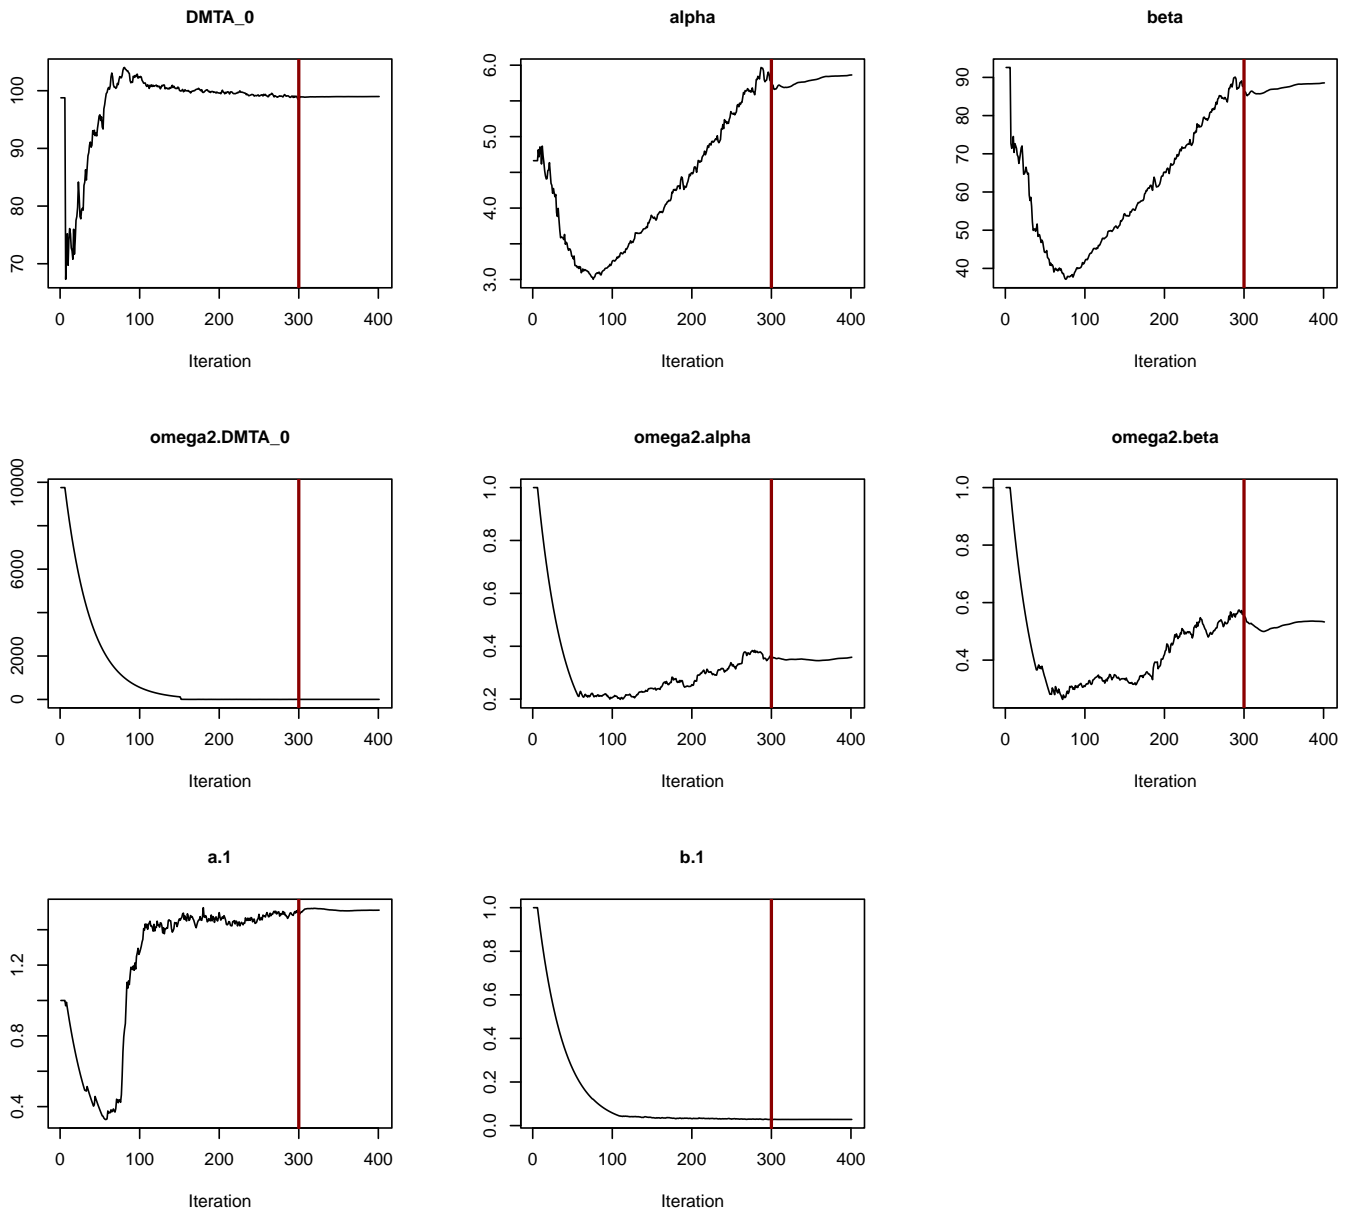 DMTA_0 alpha beta
100 6.0 90
90 5.0 80
80 4.0 70
70 3.0 60
50
40
0 100 200 300 400 0 100 200 300 400 0 100 200 300 400
Iteration Iteration Iteration
omega2.DMTA_0 omega2.alpha omega2.beta
10000 1.0 1.0
6000 0.8 0.8
2000 0.6 0.6
0 0.4 0.4
0.2
0 100 200 300 400 0 100 200 300 400 0 100 200 300 400
Iteration Iteration Iteration
a.1 b.1
1.2 1.0
0.8 0.8
0.4 0.6
0.4
0.2
0.0
0 100 200 300 400 0 100 200 300 400
Iteration Iteration